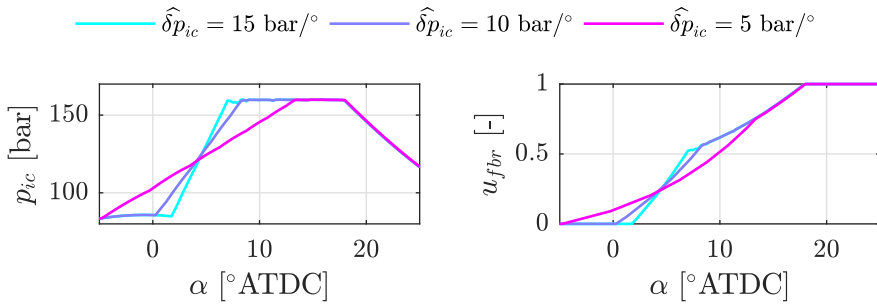 δ̂p_ic = 15 bar/° δ̂p_ic = 10 bar/° δ̂p_ic = 5 bar/°
p_ic [bar]
150
100
0 10 20
α [°ATDC]
u_fbr [-]
1
0.5
0
0 10 20
α [°ATDC]